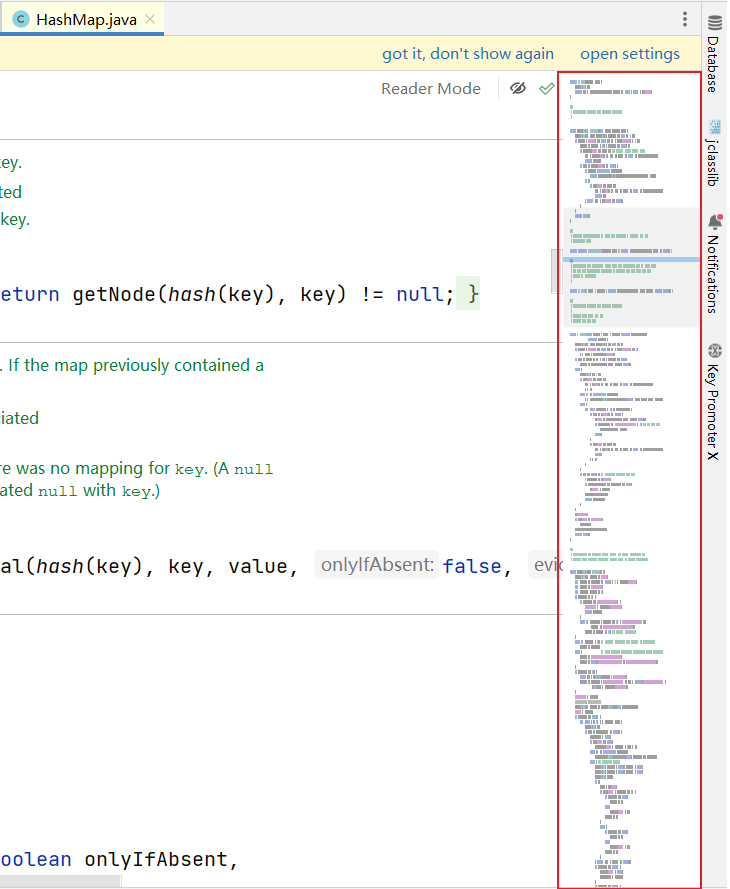 C HashMap.java
got it, don't show again open settings
Reader Mode
key.
ted
key.
eturn getNode(hash(key), key) != null; }
. If the map previously contained a
iated
re was no mapping for key. (A null
ated null with key.)
al(hash(key), key, value, onlyIfAbsent: false, evic
oolean onlyIfAbsent,
Database
jclasslib
Notifications
Key Promoter X